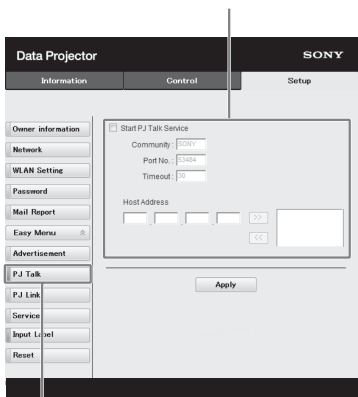 Data Projector
SONY
Information
Control
Setup
Owner information
Network
WLAN Setting
Password
Mail Report
Easy Menu
Advertisement
PJ Talk
PJ Link
Service
Input Label
Reset
Start PJ Talk Service
Community : SONY
Port No. : 53484
Timeout : 30
Host Address
. . .
>>
<<
Apply